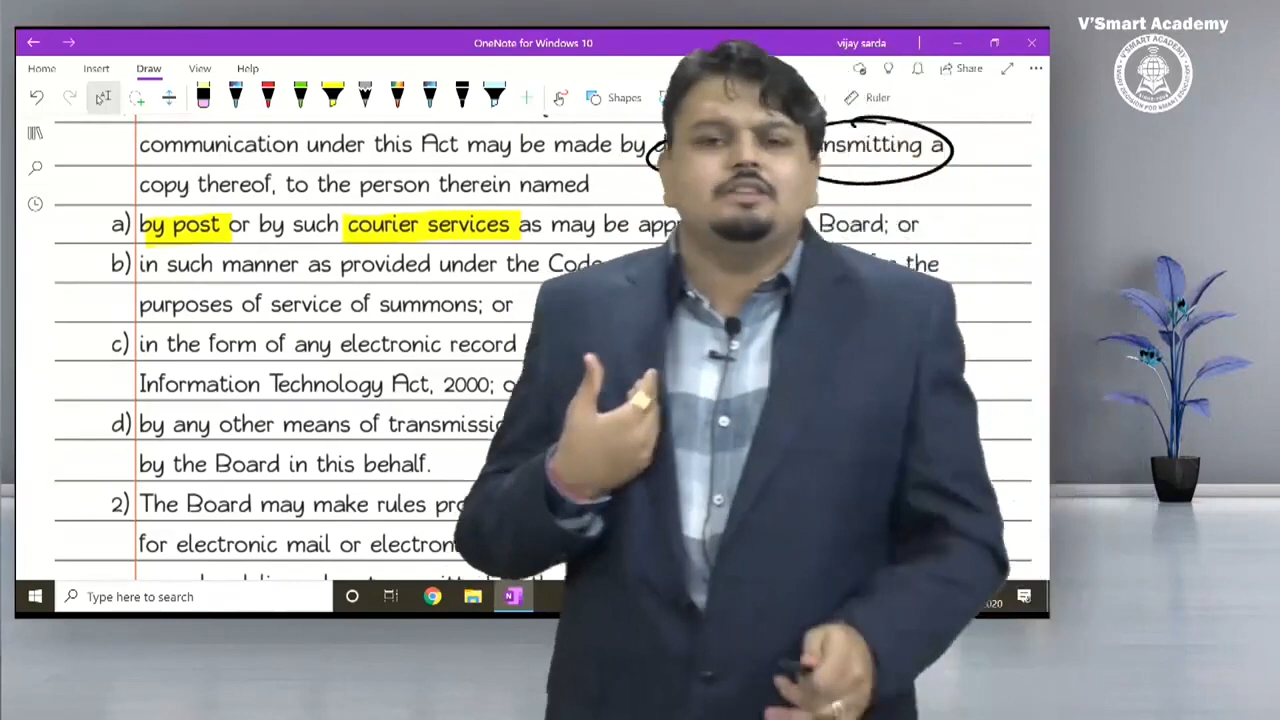 V'Smart Academy
OneNote for Windows 10
vijay sarda
Home Insert Draw View Help
Share
Shapes
Ruler
communication under this Act may be made by
nsmitting a
copy thereof, to the person therein named
a) by post or by such courier services as may be app
Board; or
b) in such manner as provided under the Code
the
purposes of service of summons; or
c) in the form of any electronic record
Information Technology Act, 2000; o
d) by any other means of transmissio
by the Board in this behalf.
2) The Board may make rules pro
for electronic mail or electron
Type here to search
2020